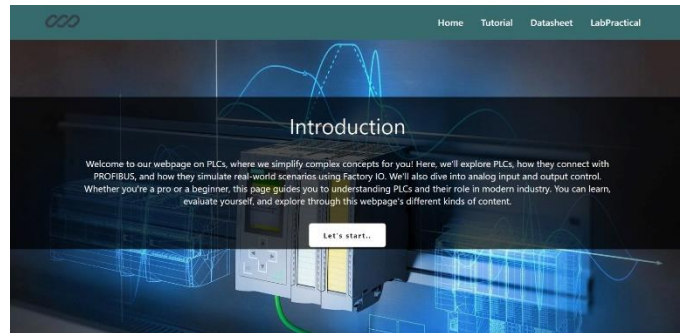 Home Tutorial Datasheet LabPractical
Introduction
Welcome to our webpage on PLCs, where we simplify complex concepts for you! Here, we'll explore PLCs, how they connect with
PROFIBUS, and how they simulate real-world scenarios using Factory IO. We'll also dive into analog input and output control.
Whether you're a pro or a beginner, this page guides you to understanding PLCs and their role in modern industry. You can learn,
evaluate yourself, and explore through this webpage's different kinds of content.
Let's start..